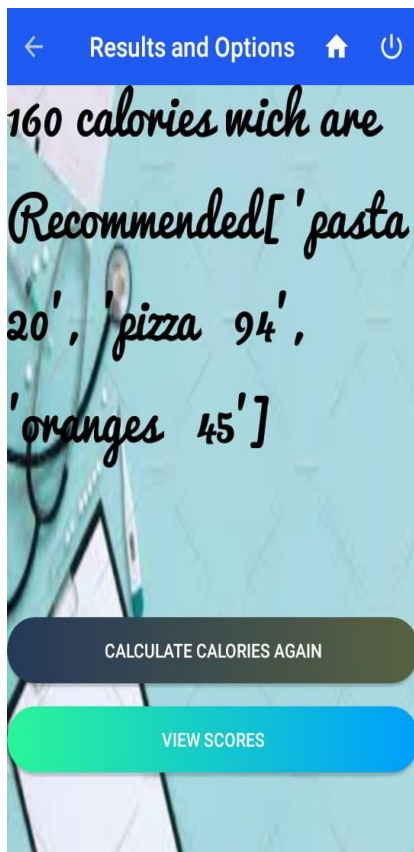 Results and Options
160 calories wich are
Recommended[ 'pasta
20', 'pizza 94',
'oranges 45']
CALCULATE CALORIES AGAIN
VIEW SCORES